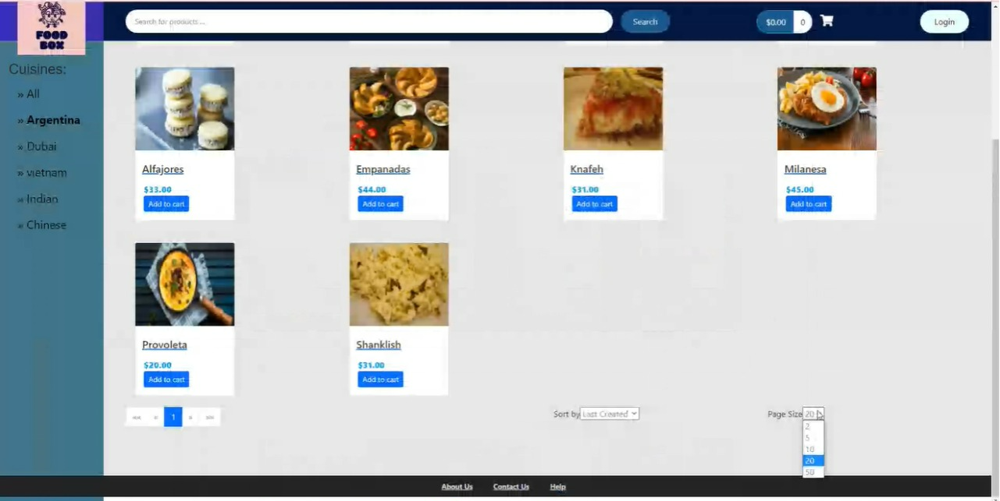 FOOD
BOX
Search for products ...
Search
$0.00 0
Login
Cuisines:
» All
» Argentina
» Dubai
» vietnam
» Indian
» Chinese
Alfajores
$33.00
Add to cart
Empanadas
$44.00
Add to cart
Knafeh
$31.00
Add to cart
Milanesa
$45.00
Add to cart
Provoleta
$20.00
Add to cart
Shanklish
$31.00
Add to cart
«« « 1 » »»
Sort by Last Created
Page Size 20
2
5
10
20
50
About Us Contact Us Help